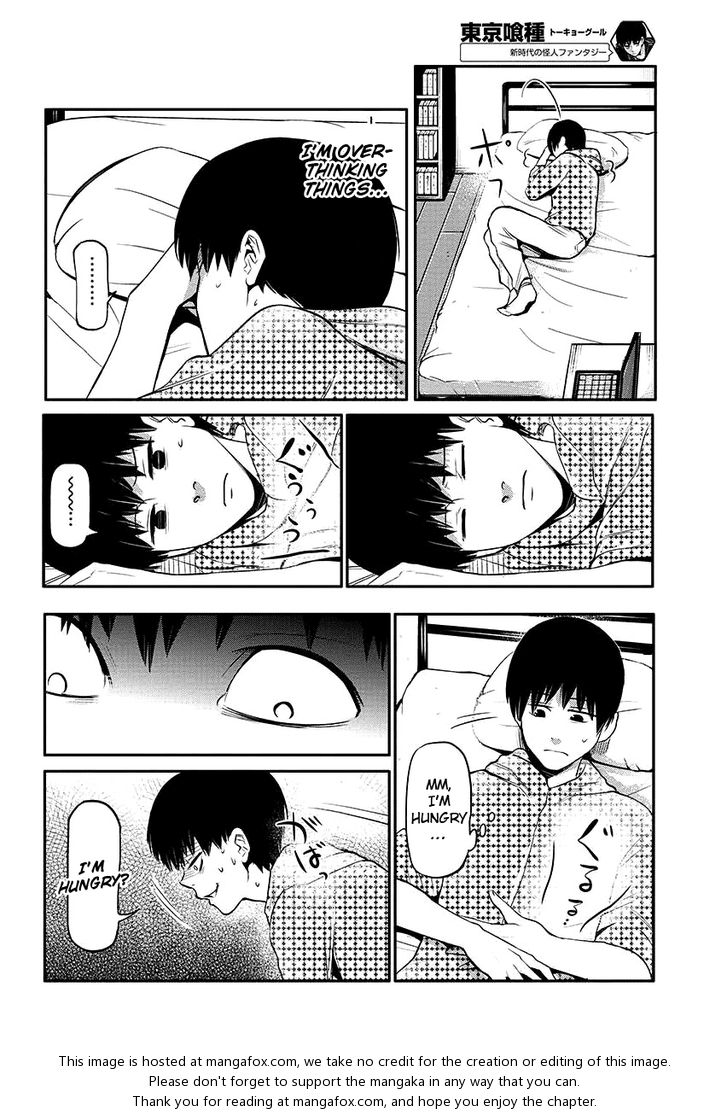 東京喰種 トーキョーグール
新時代の怪人ファンタジー
ボ
I'M OVER-
THINKING
THINGS...
.......
ぐぅっ
〰...
MM,
I'M
HUNGRY
...
ぐるる..
がばっ
I'M
HUNGRY?
This image is hosted at mangafox.com, we take no credit for the creation or editing of this image.
Please don't forget to support the mangaka in any way that you can.
Thank you for reading at mangafox.com, and hope you enjoy the chapter.